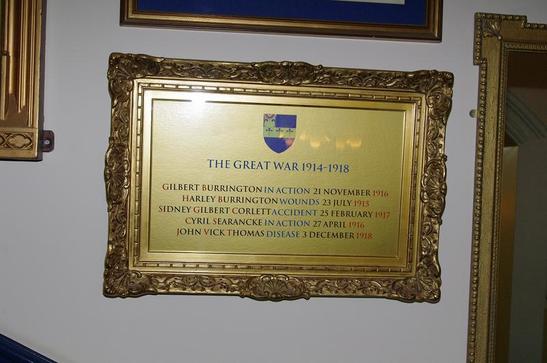 THE GREAT WAR 1914-1918
GILBERT BURRINGTON IN ACTION 21 NOVEMBER 1916
HARLEY BURRINGTON WOUNDS 23 JULY 1915
SIDNEY GILBERT CORLETT ACCIDENT 25 FEBRUARY 1917
CYRIL SEARANCKE IN ACTION 27 APRIL 1916
JOHN VICK THOMAS DISEASE 3 DECEMBER 1918